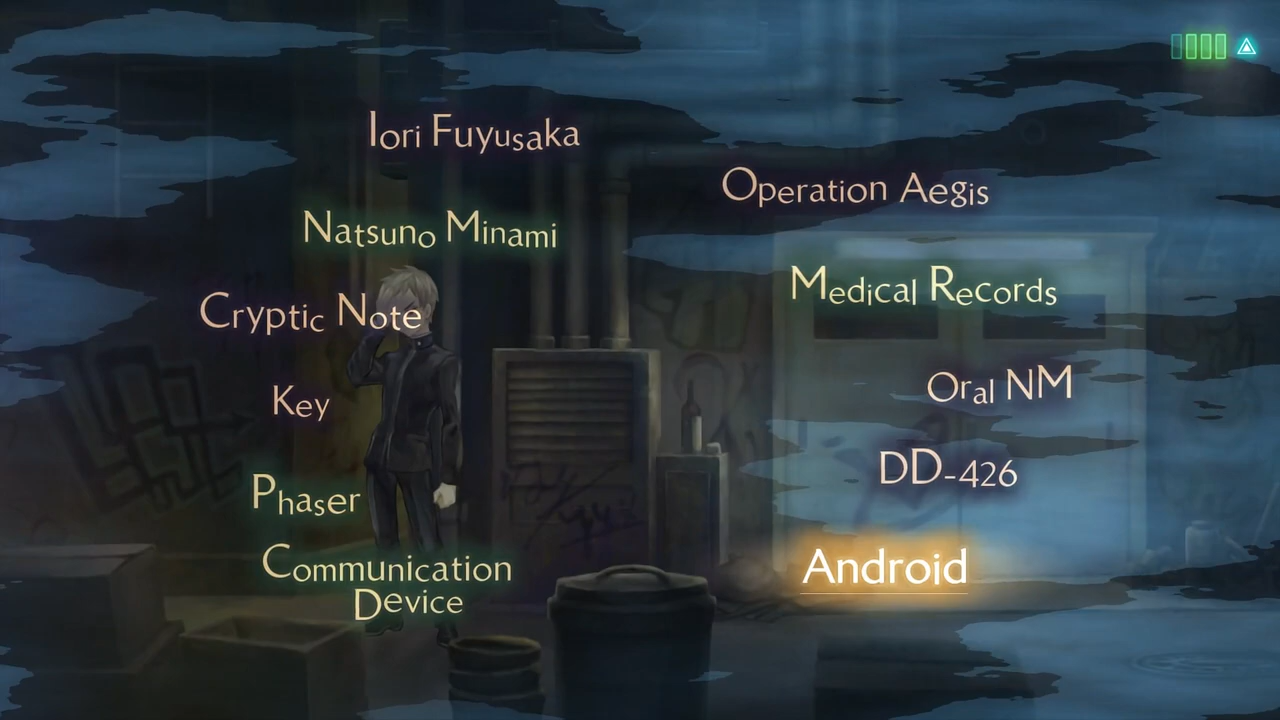 Iori Fuyusaka
Natsuno Minami
Cryptic Note
Key
Phaser
Communication
Device
Operation Aegis
Medical Records
Oral NM
DD-426
Android